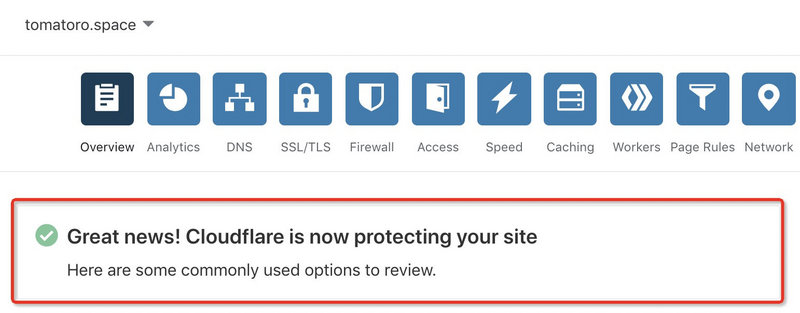 tomatoro.space
Overview Analytics DNS SSL/TLS Firewall Access Speed Caching Workers Page Rules Network
Great news! Cloudflare is now protecting your site
Here are some commonly used options to review.